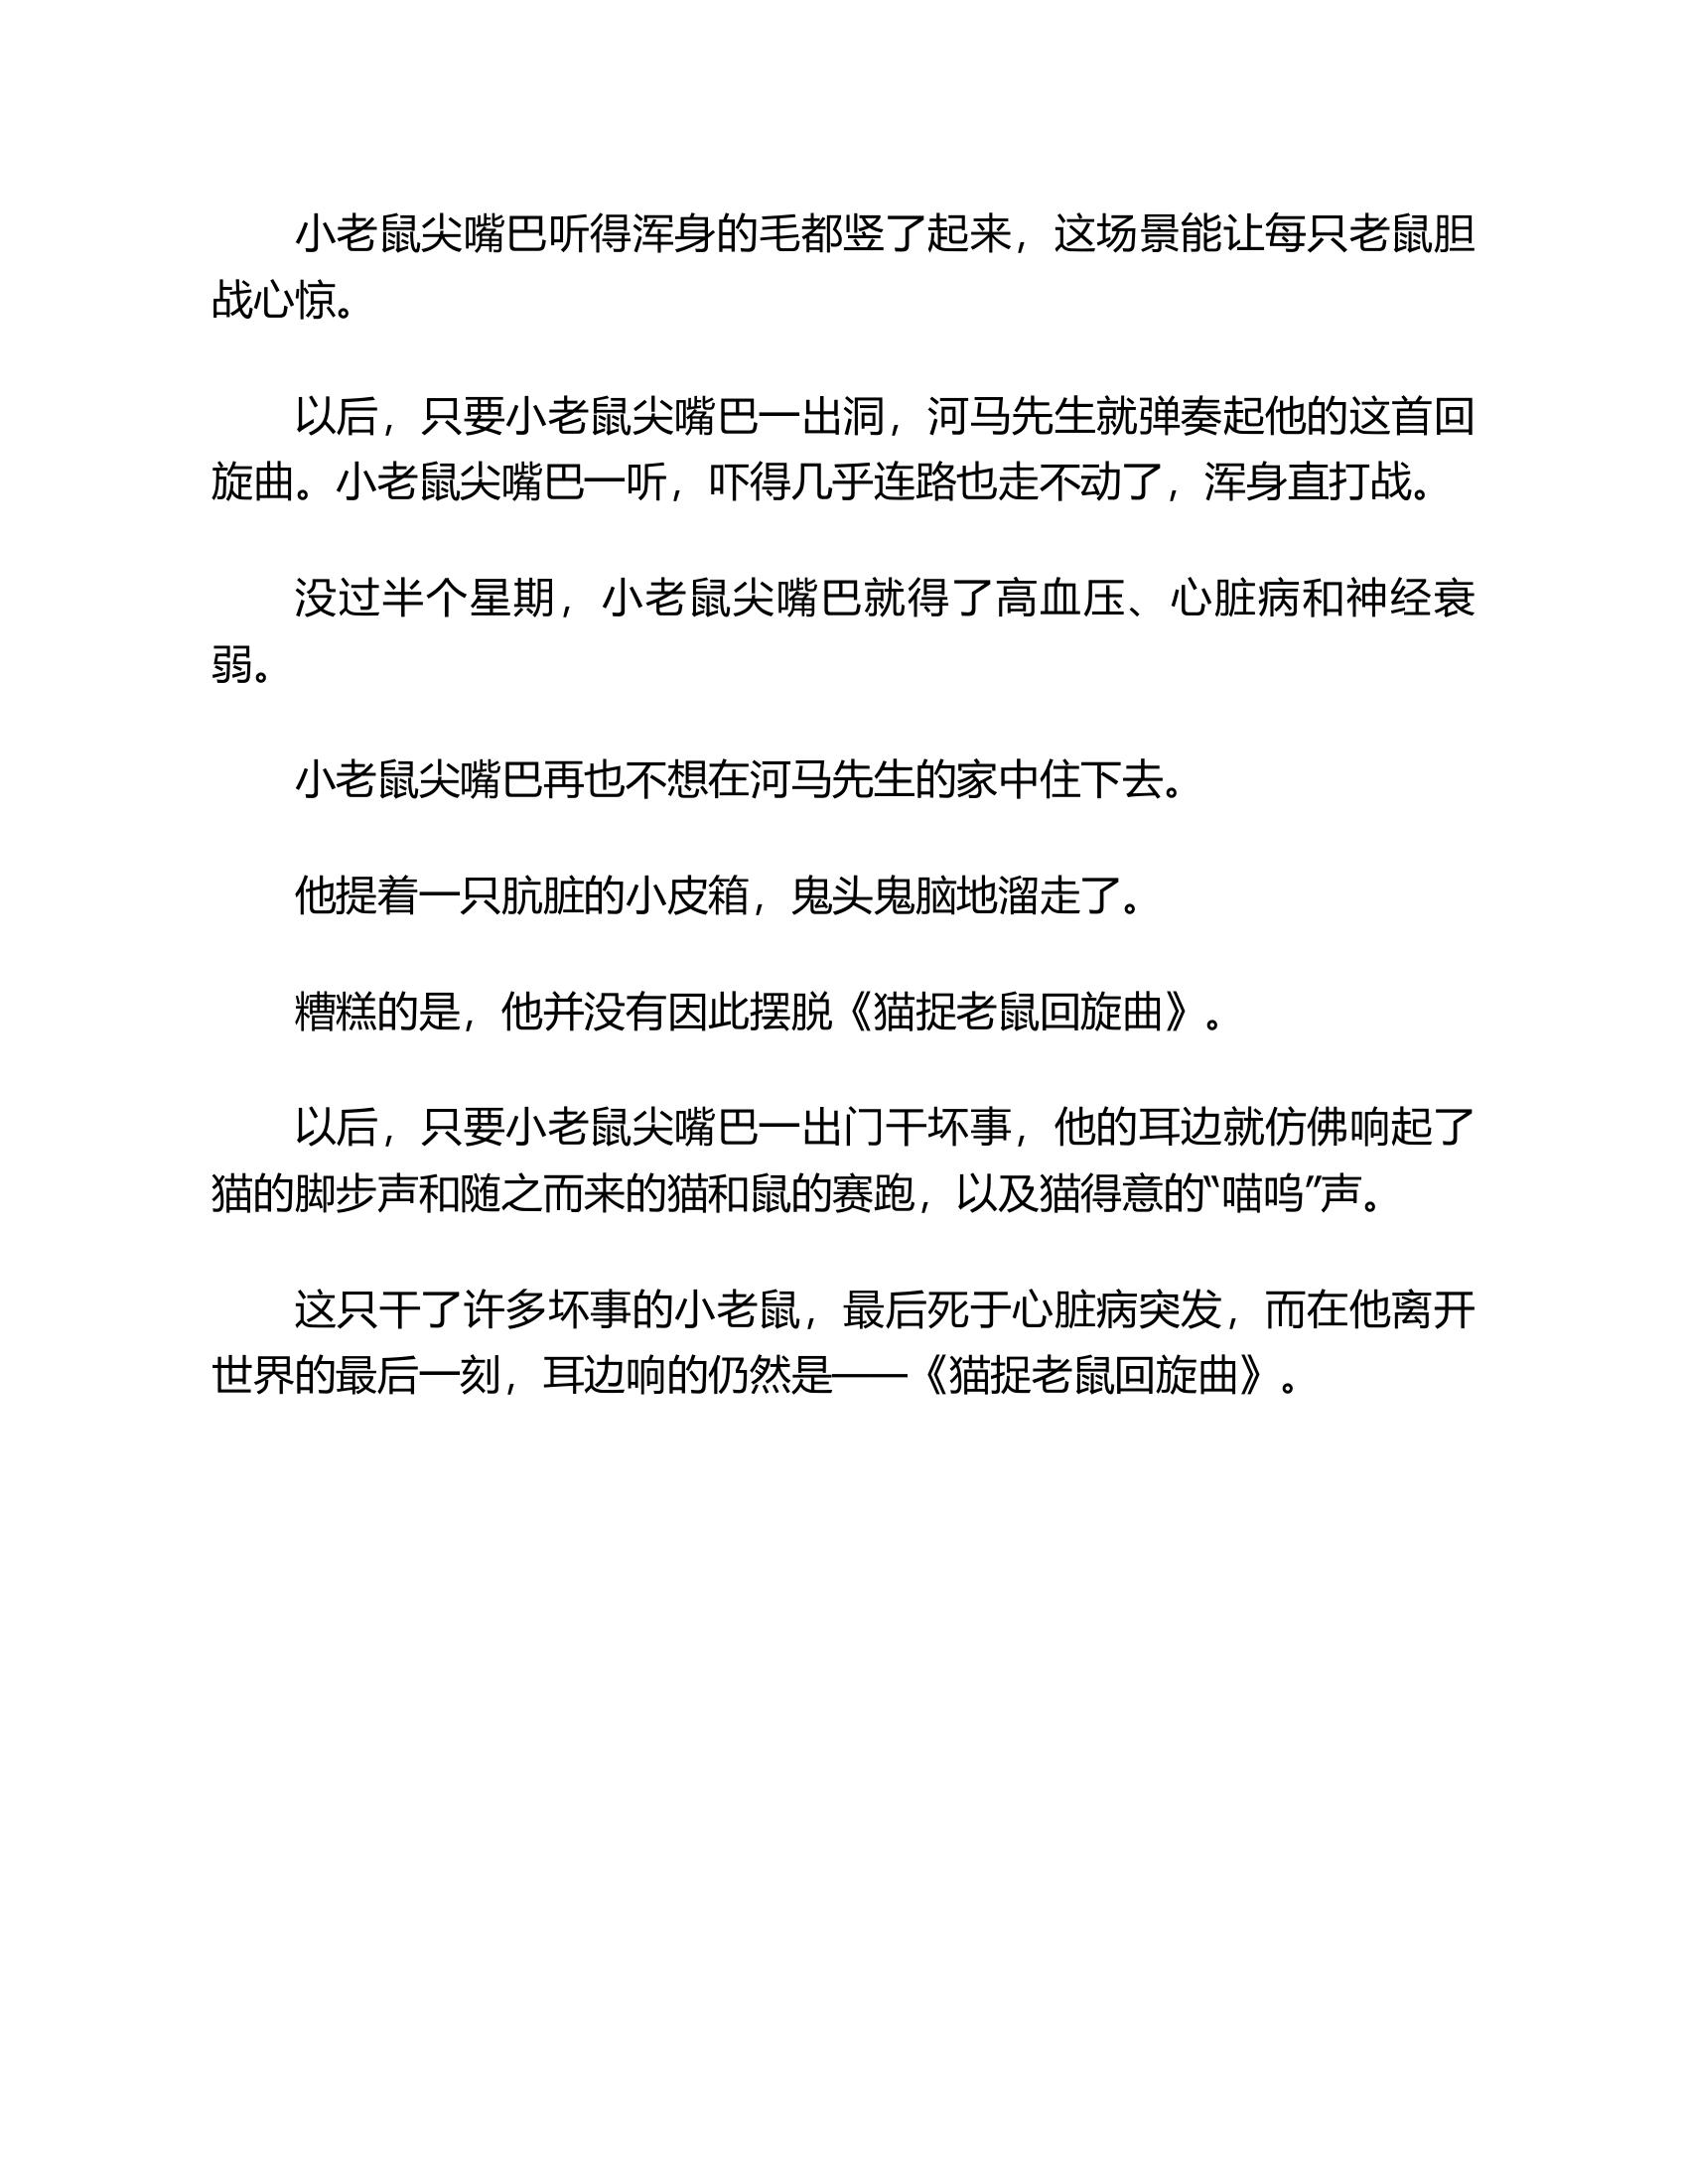 小老鼠尖嘴巴听得浑身的毛都竖了起来，这场景能让每只老鼠胆
战心惊。
以后，只要小老鼠尖嘴巴一出洞，河马先生就弹奏起他的这首回
旋曲。小老鼠尖嘴巴一听，吓得几乎连路也走不动了，浑身直打战。
没过半个星期，小老鼠尖嘴巴就得了高血压、心脏病和神经衰
弱。
小老鼠尖嘴巴再也不想在河马先生的家中住下去。
他提着一只肮脏的小皮箱，鬼头鬼脑地溜走了。
糟糕的是，他并没有因此摆脱《猫捉老鼠回旋曲》。
以后，只要小老鼠尖嘴巴一出门干坏事，他的耳边就仿佛响起了
猫的脚步声和随之而来的猫和鼠的赛跑，以及猫得意的“喵呜”声。
这只干了许多坏事的小老鼠，最后死于心脏病突发，而在他离开
世界的最后一刻，耳边响的仍然是——《猫捉老鼠回旋曲》。